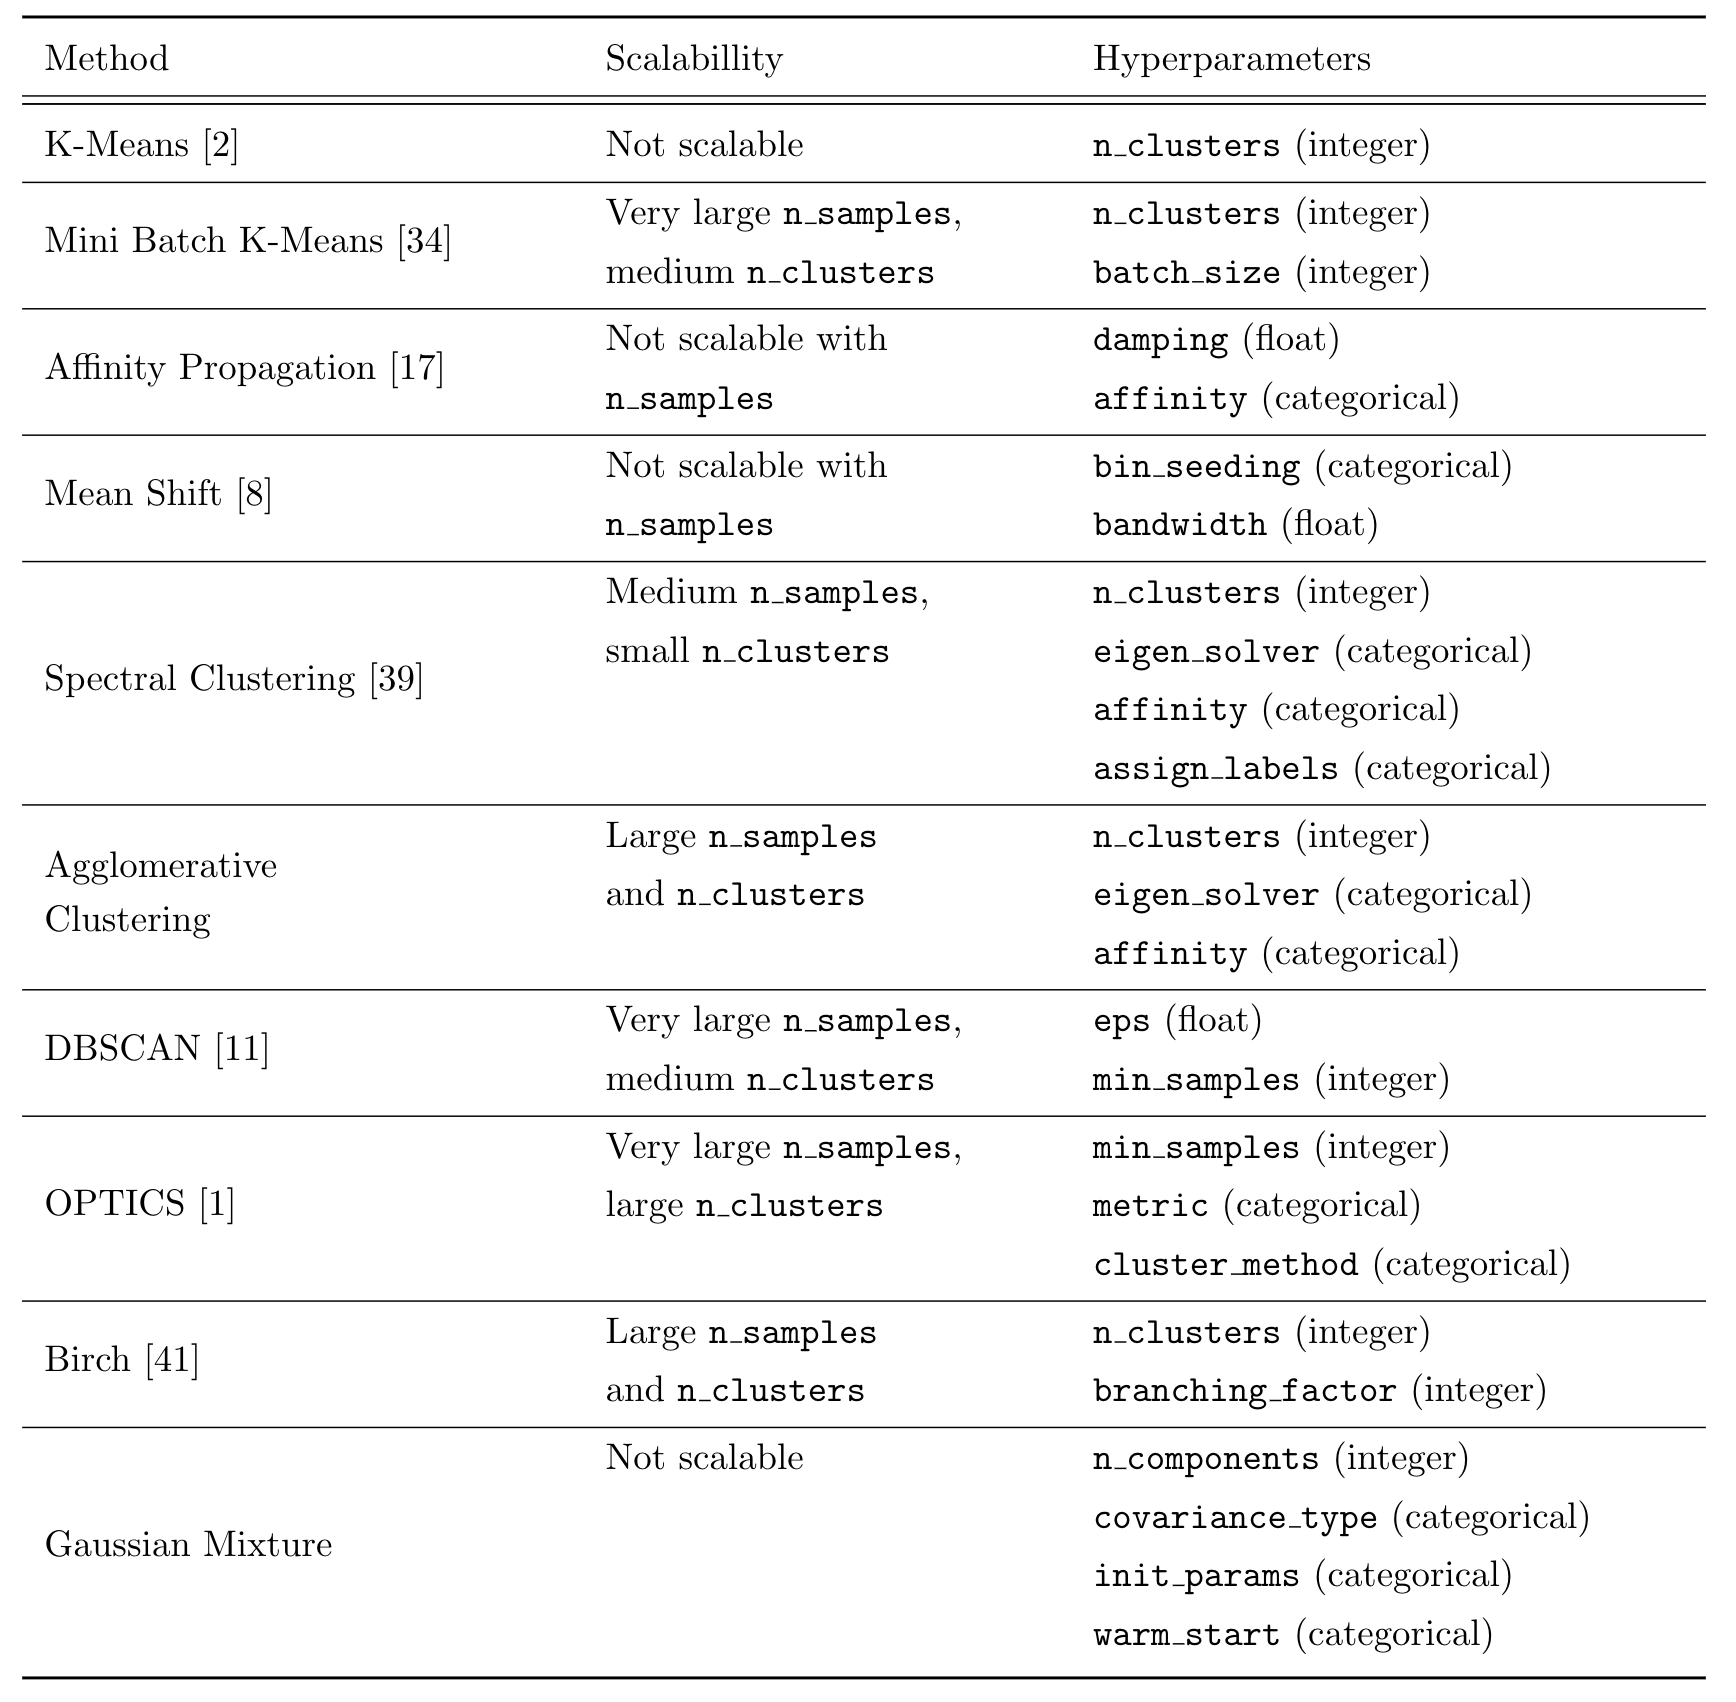 Method Scalabillity Hyperparameters
K-Means [2] Not scalable n_clusters (integer)
Mini Batch K-Means [34] Very large n_samples, n_clusters (integer)
medium n_clusters batch_size (integer)
Affinity Propagation [17] Not scalable with damping (float)
n_samples affinity (categorical)
Mean Shift [8] Not scalable with bin_seeding (categorical)
n_samples bandwidth (float)
Spectral Clustering [39] Medium n_samples, n_clusters (integer)
small n_clusters eigen_solver (categorical)
affinity (categorical)
assign_labels (categorical)
Agglomerative Large n_samples n_clusters (integer)
Clustering and n_clusters eigen_solver (categorical)
affinity (categorical)
DBSCAN [11] Very large n_samples, eps (float)
medium n_clusters min_samples (integer)
OPTICS [1] Very large n_samples, min_samples (integer)
large n_clusters metric (categorical)
cluster_method (categorical)
Birch [41] Large n_samples n_clusters (integer)
and n_clusters branching_factor (integer)
Gaussian Mixture Not scalable n_components (integer)
covariance_type (categorical)
init_params (categorical)
warm_start (categorical)